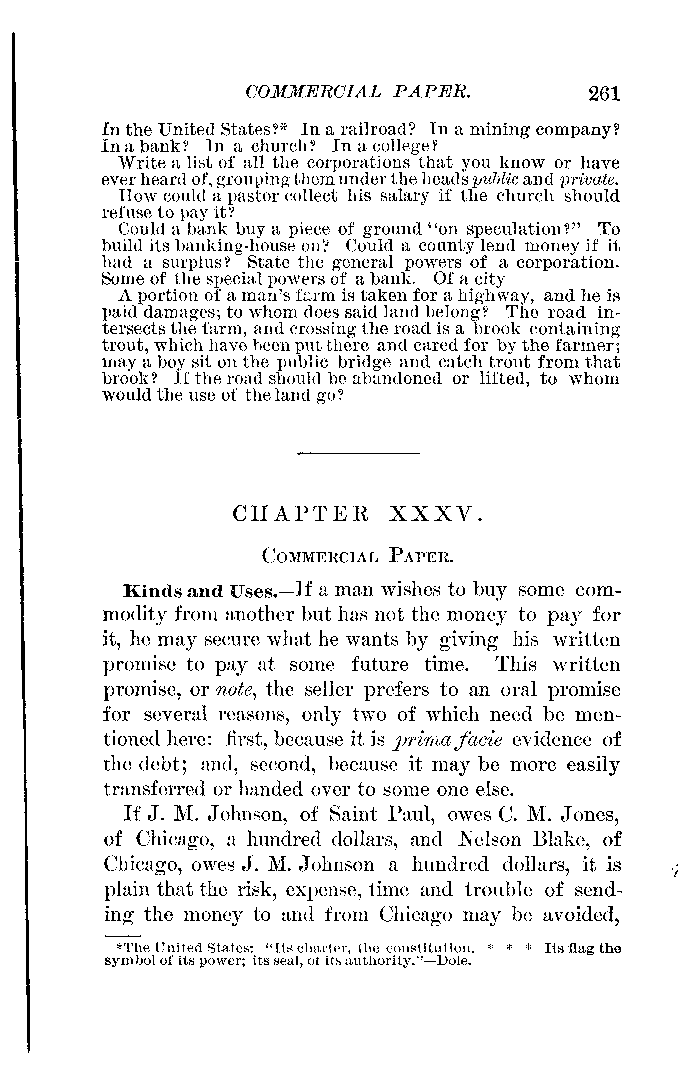 COMMERCIAL PAPER. 261
In the United States?* In a railroad? In a mining company?
In a bank? In a church? In a college?
Write a list of all the corporations that you know or have
ever heard of, grouping them under the heads public and private.
How could a pastor collect his salary if the church should
refuse to pay it?
Could a bank buy a piece of ground "on speculation?" To
build its banking-house on? Could a county lend money if it
had a surplus? State the general powers of a corporation.
Some of the special powers of a bank. Of a city
A portion of a man's farm is taken for a highway, and he is
paid damages; to whom does said land belong? The road in-
tersects the farm, and crossing the road is a brook containing
trout, which have been put there and cared for by the farmer;
may a boy sit on the public bridge and catch trout from that
brook? If the road should be abandoned or lifted, to whom
would the use of the land go?
CHAPTER XXXV.
COMMERCIAL PAPER.
Kinds and Uses.—If a man wishes to buy some com-
modity from another but has not the money to pay for
it, he may secure what he wants by giving his written
promise to pay at some future time. This written
promise, or note, the seller prefers to an oral promise
for several reasons, only two of which need be men-
tioned here: first, because it is prima facie evidence of
the debt; and, second, because it may be more easily
transferred or handed over to some one else.
If J. M. Johnson, of Saint Paul, owes C. M. Jones,
of Chicago, a hundred dollars, and Nelson Blake, of
Chicago, owes J. M. Johnson a hundred dollars, it is
plain that the risk, expense, time and trouble of send-
ing the money to and from Chicago may be avoided,
*The United States: "Its charter, the constitution. * * * Its flag the
symbol of its power; its seal, of its authority."—Dole.